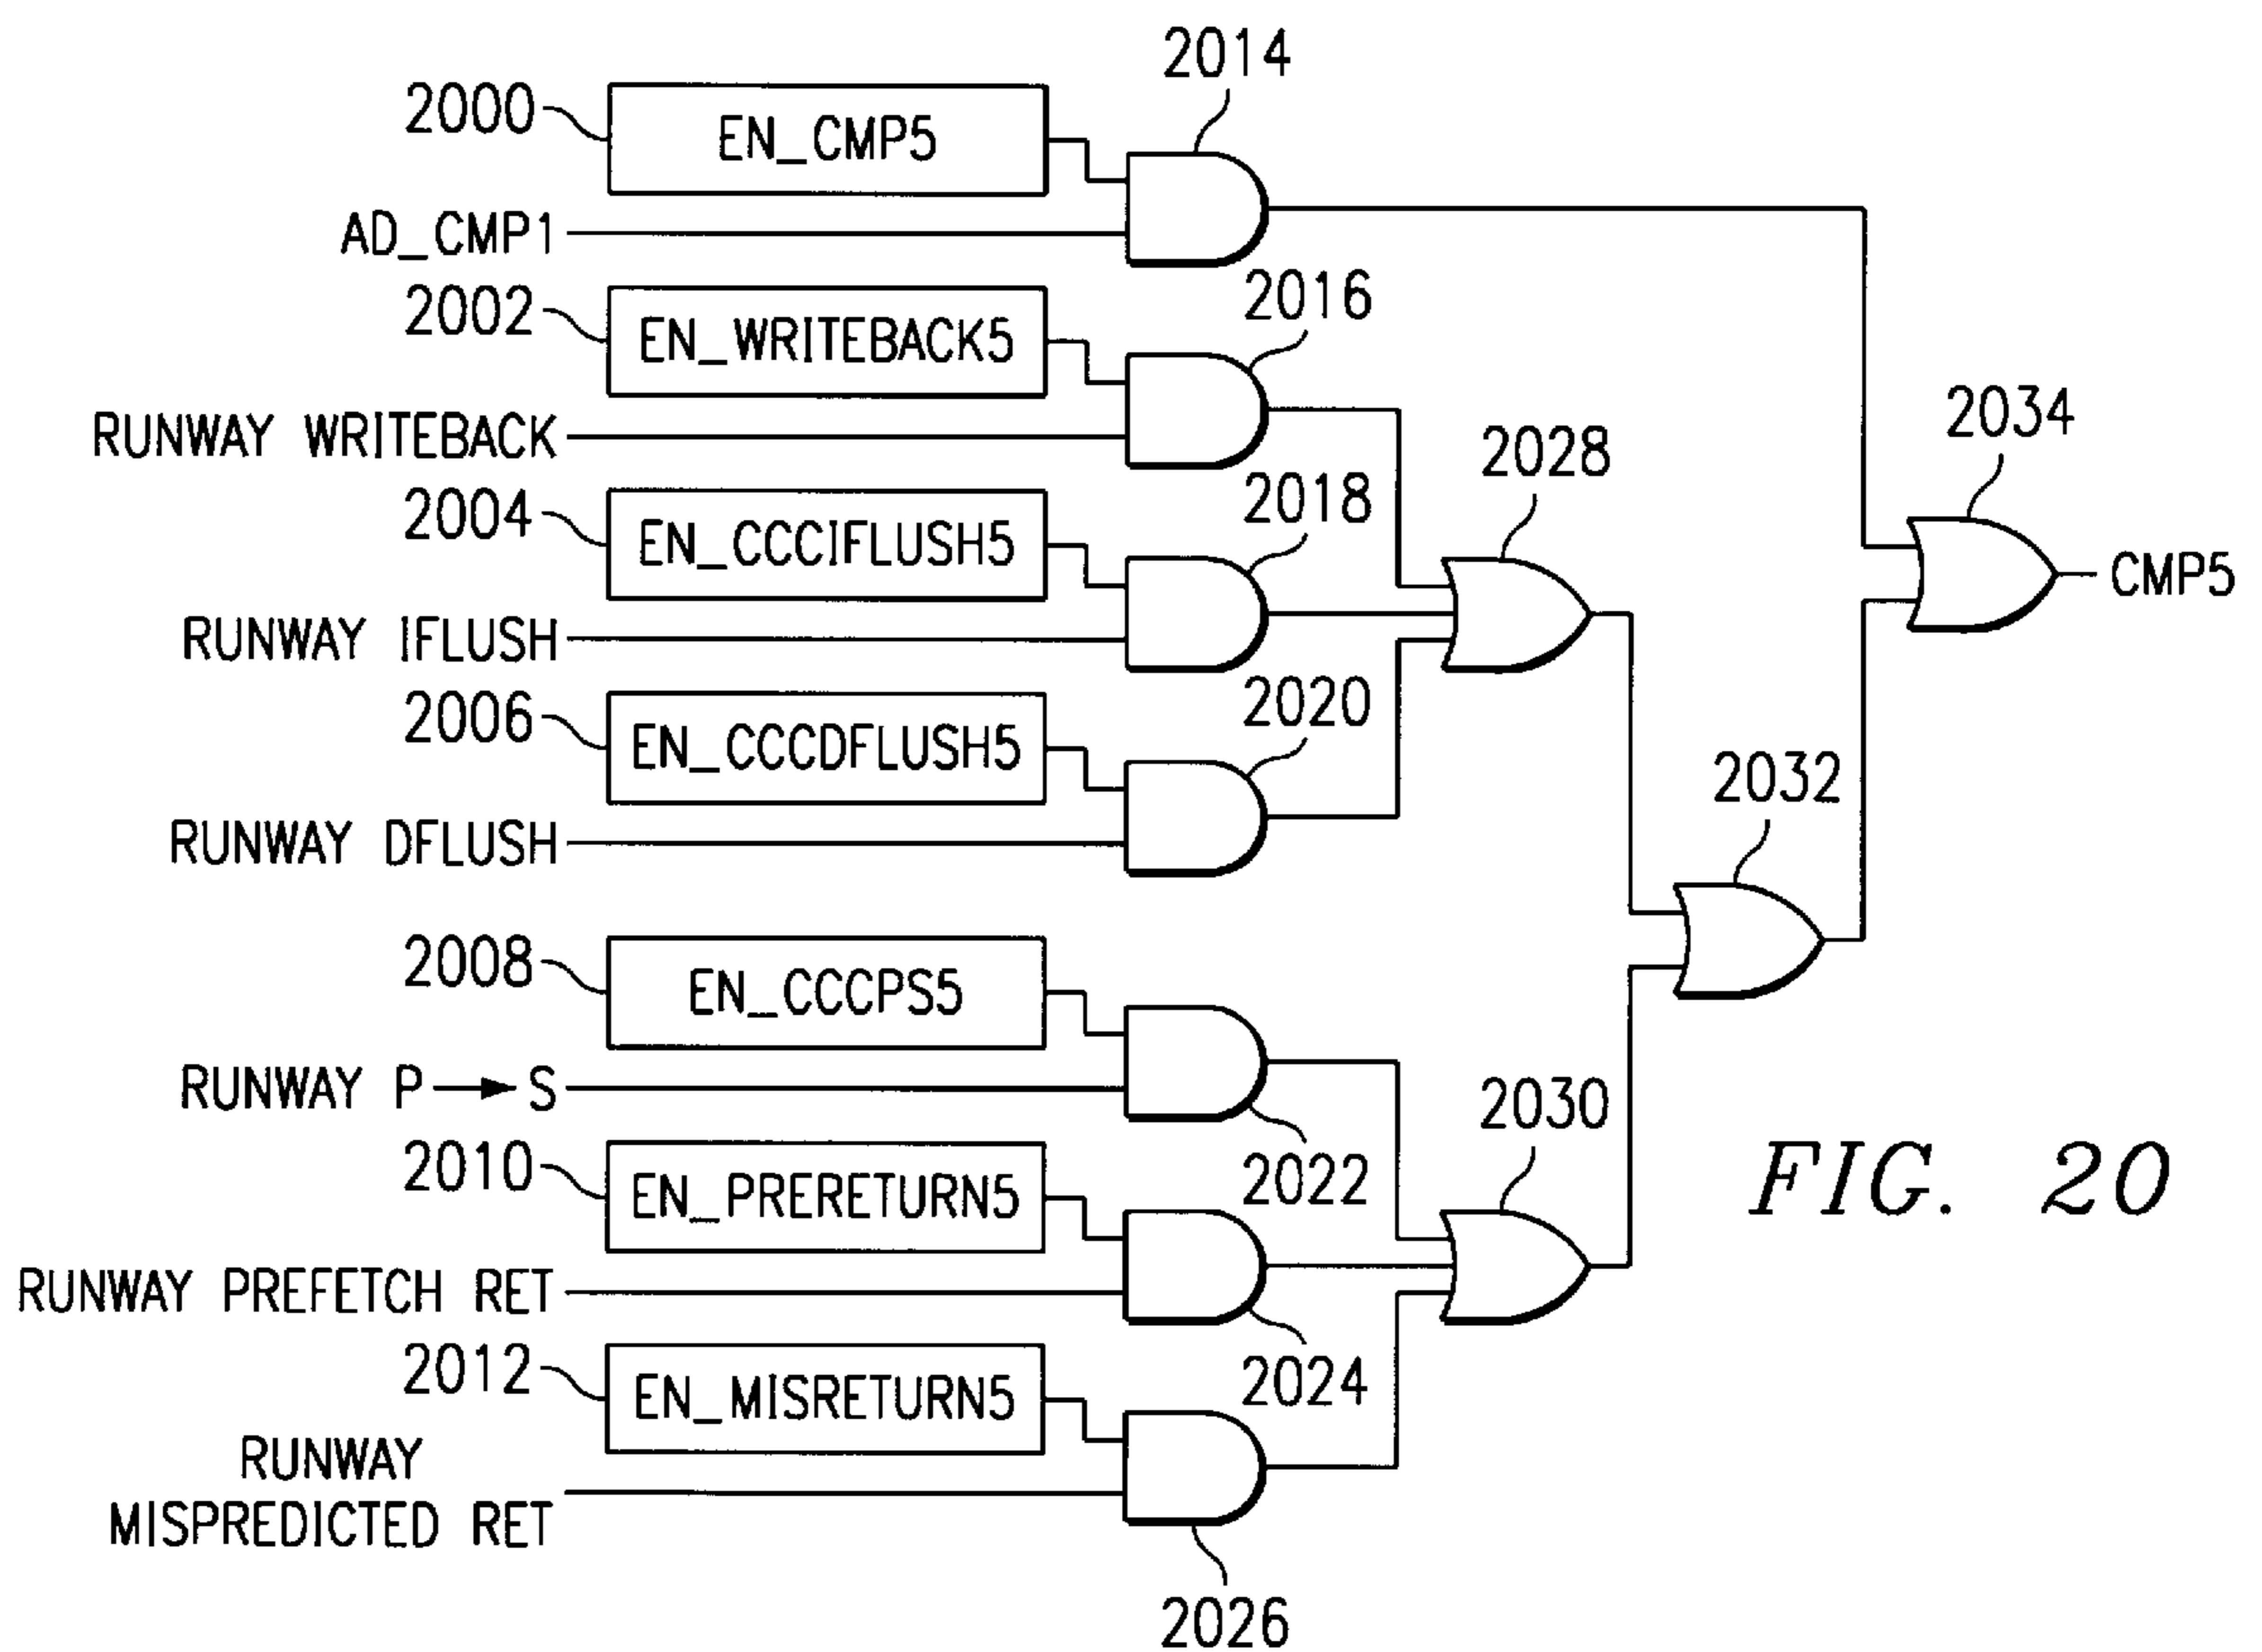 2014
2000
EN_CMP5
AD_CMP1
2002
EN_WRITEBACK5
2016
RUNWAY WRITEBACK
2034
2028
2004
EN_CCCIFLUSH5
2018
CMP5
RUNWAY IFLUSH
2006
EN_CCCDFLUSH5
2020
RUNWAY DFLUSH
2032
2008
EN_CCCPS5
RUNWAY P → S
2030
2022
2010
EN_PRERETURN5
FIG. 20
RUNWAY PREFETCH RET
2012
EN_MISRETURN5
2024
RUNWAY
MISPREDICTED RET
2026